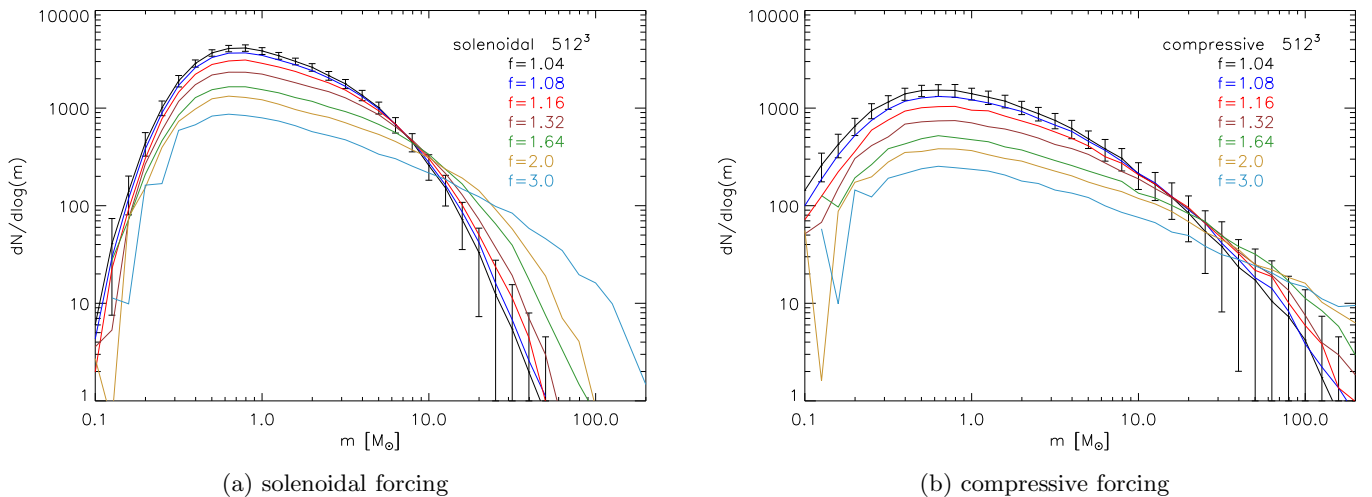 10000
1000
100
10
1
dN/dlog(m)
solenoidal 512³
f=1.04
f=1.08
f=1.16
f=1.32
f=1.64
f=2.0
f=3.0
0.1 1.0 10.0 100.0
m [M⊙]
(a) solenoidal forcing
10000
1000
100
10
1
dN/dlog(m)
compressive 512³
f=1.04
f=1.08
f=1.16
f=1.32
f=1.64
f=2.0
f=3.0
0.1 1.0 10.0 100.0
m [M⊙]
(b) compressive forcing